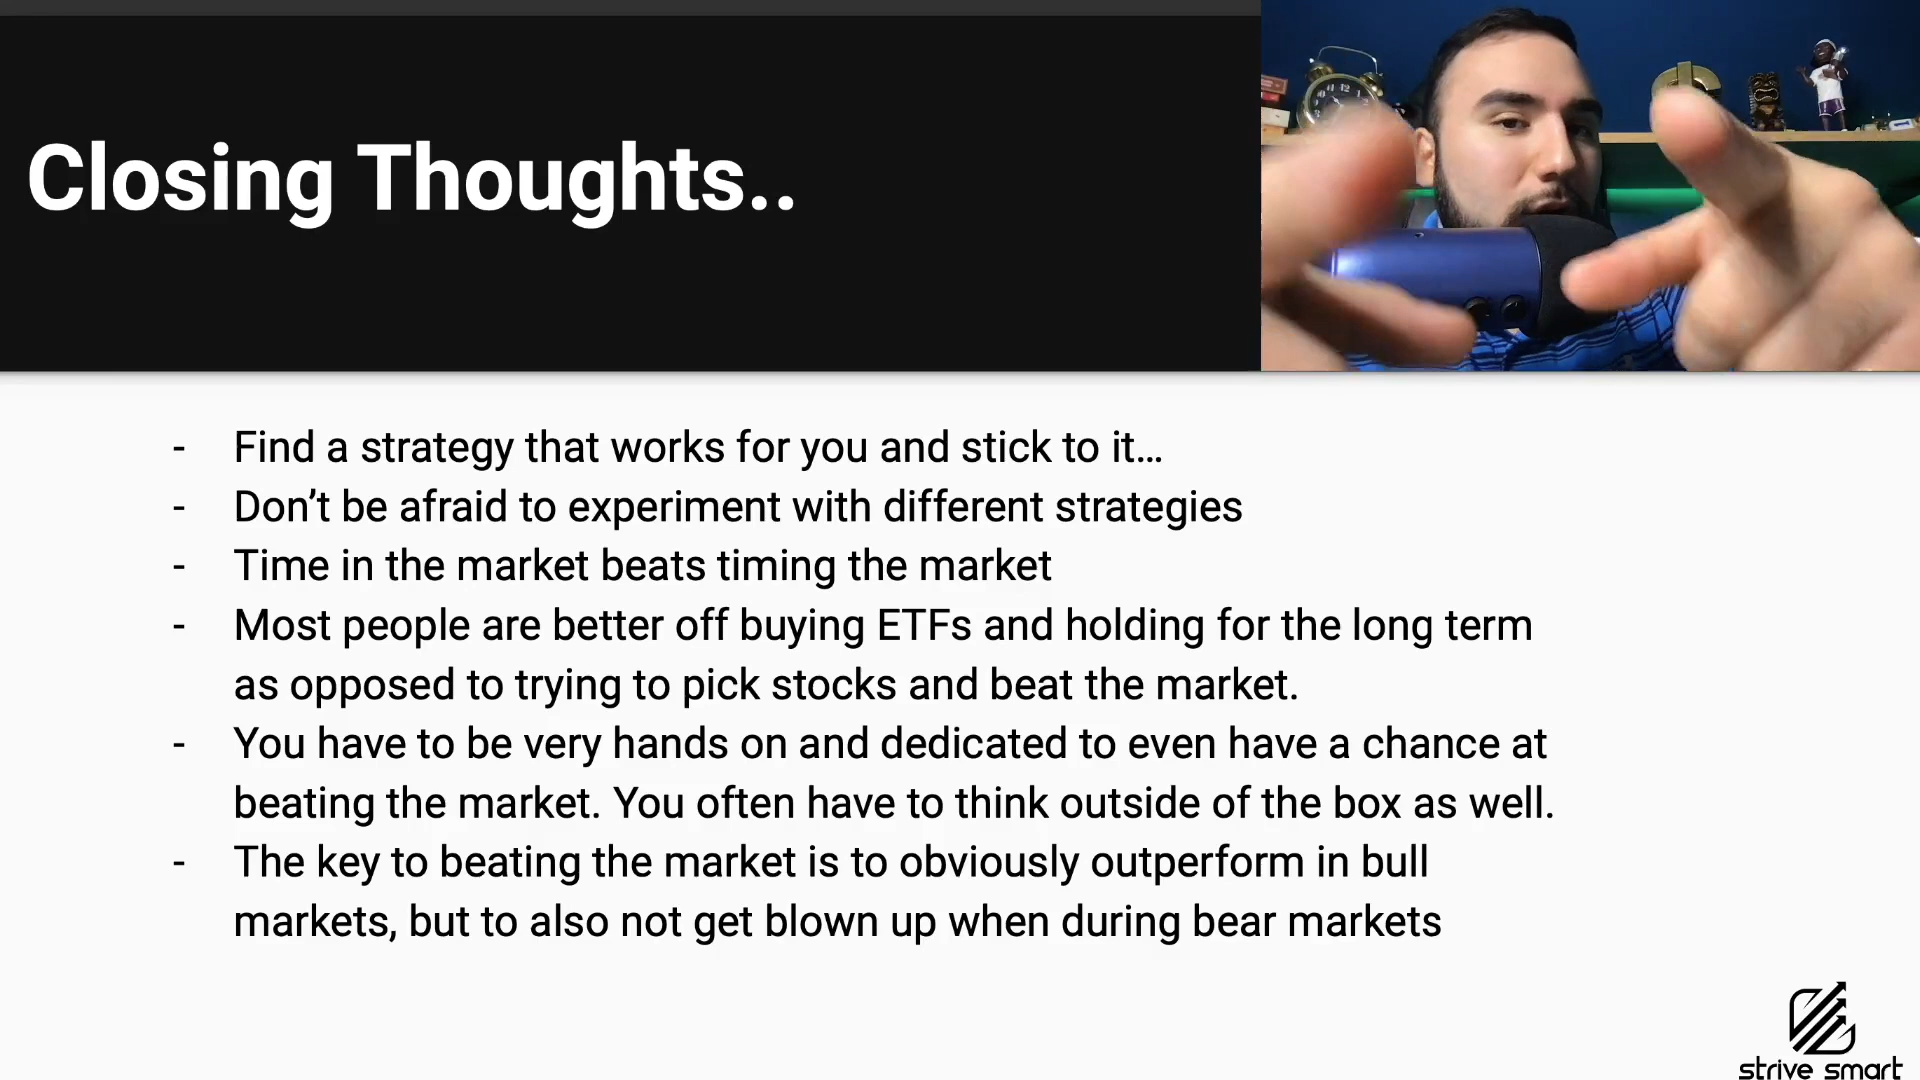 Closing Thoughts..
- Find a strategy that works for you and stick to it...
- Don’t be afraid to experiment with different strategies
- Time in the market beats timing the market
- Most people are better off buying ETFs and holding for the long term
as opposed to trying to pick stocks and beat the market.
- You have to be very hands on and dedicated to even have a chance at
beating the market. You often have to think outside of the box as well.
- The key to beating the market is to obviously outperform in bull
markets, but to also not get blown up when during bear markets
strive smart